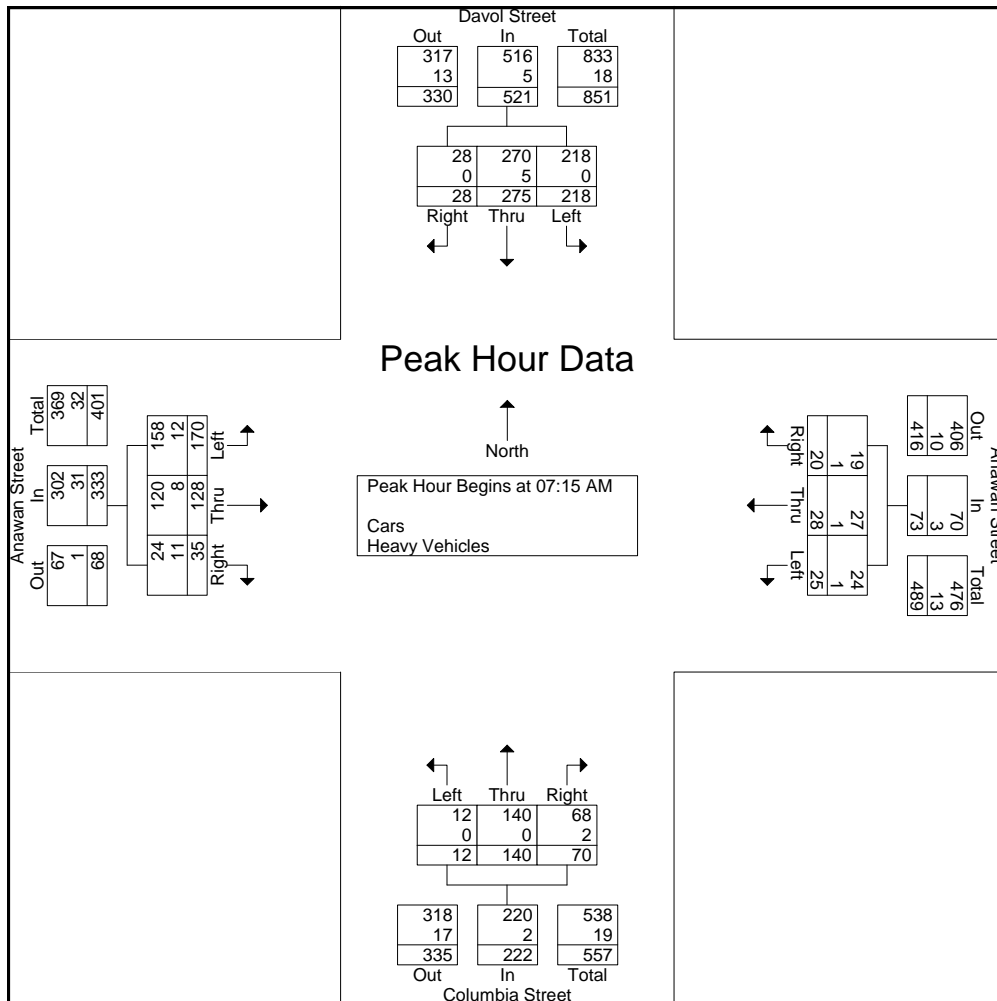 Davol Street
Out In Total
317 516 833
13 5 18
330 521 851
28 270 218
0 5 0
28 275 218
Right Thru Left
Peak Hour Data
North
Peak Hour Begins at 07:15 AM
Cars
Heavy Vehicles
Anawan Street
Total In Out
369 302 67
32 31 1
401 333 68
158 120 24
12 8 11
170 128 35
Left Thru Right
Anawan Street
Out In Total
406 70 476
10 3 13
416 73 489
Right Thru Left
19 27 24
1 1 1
20 28 25
Left Thru Right
12 140 68
0 0 2
12 140 70
318 220 538
17 2 19
335 222 557
Out In Total
Columbia Street